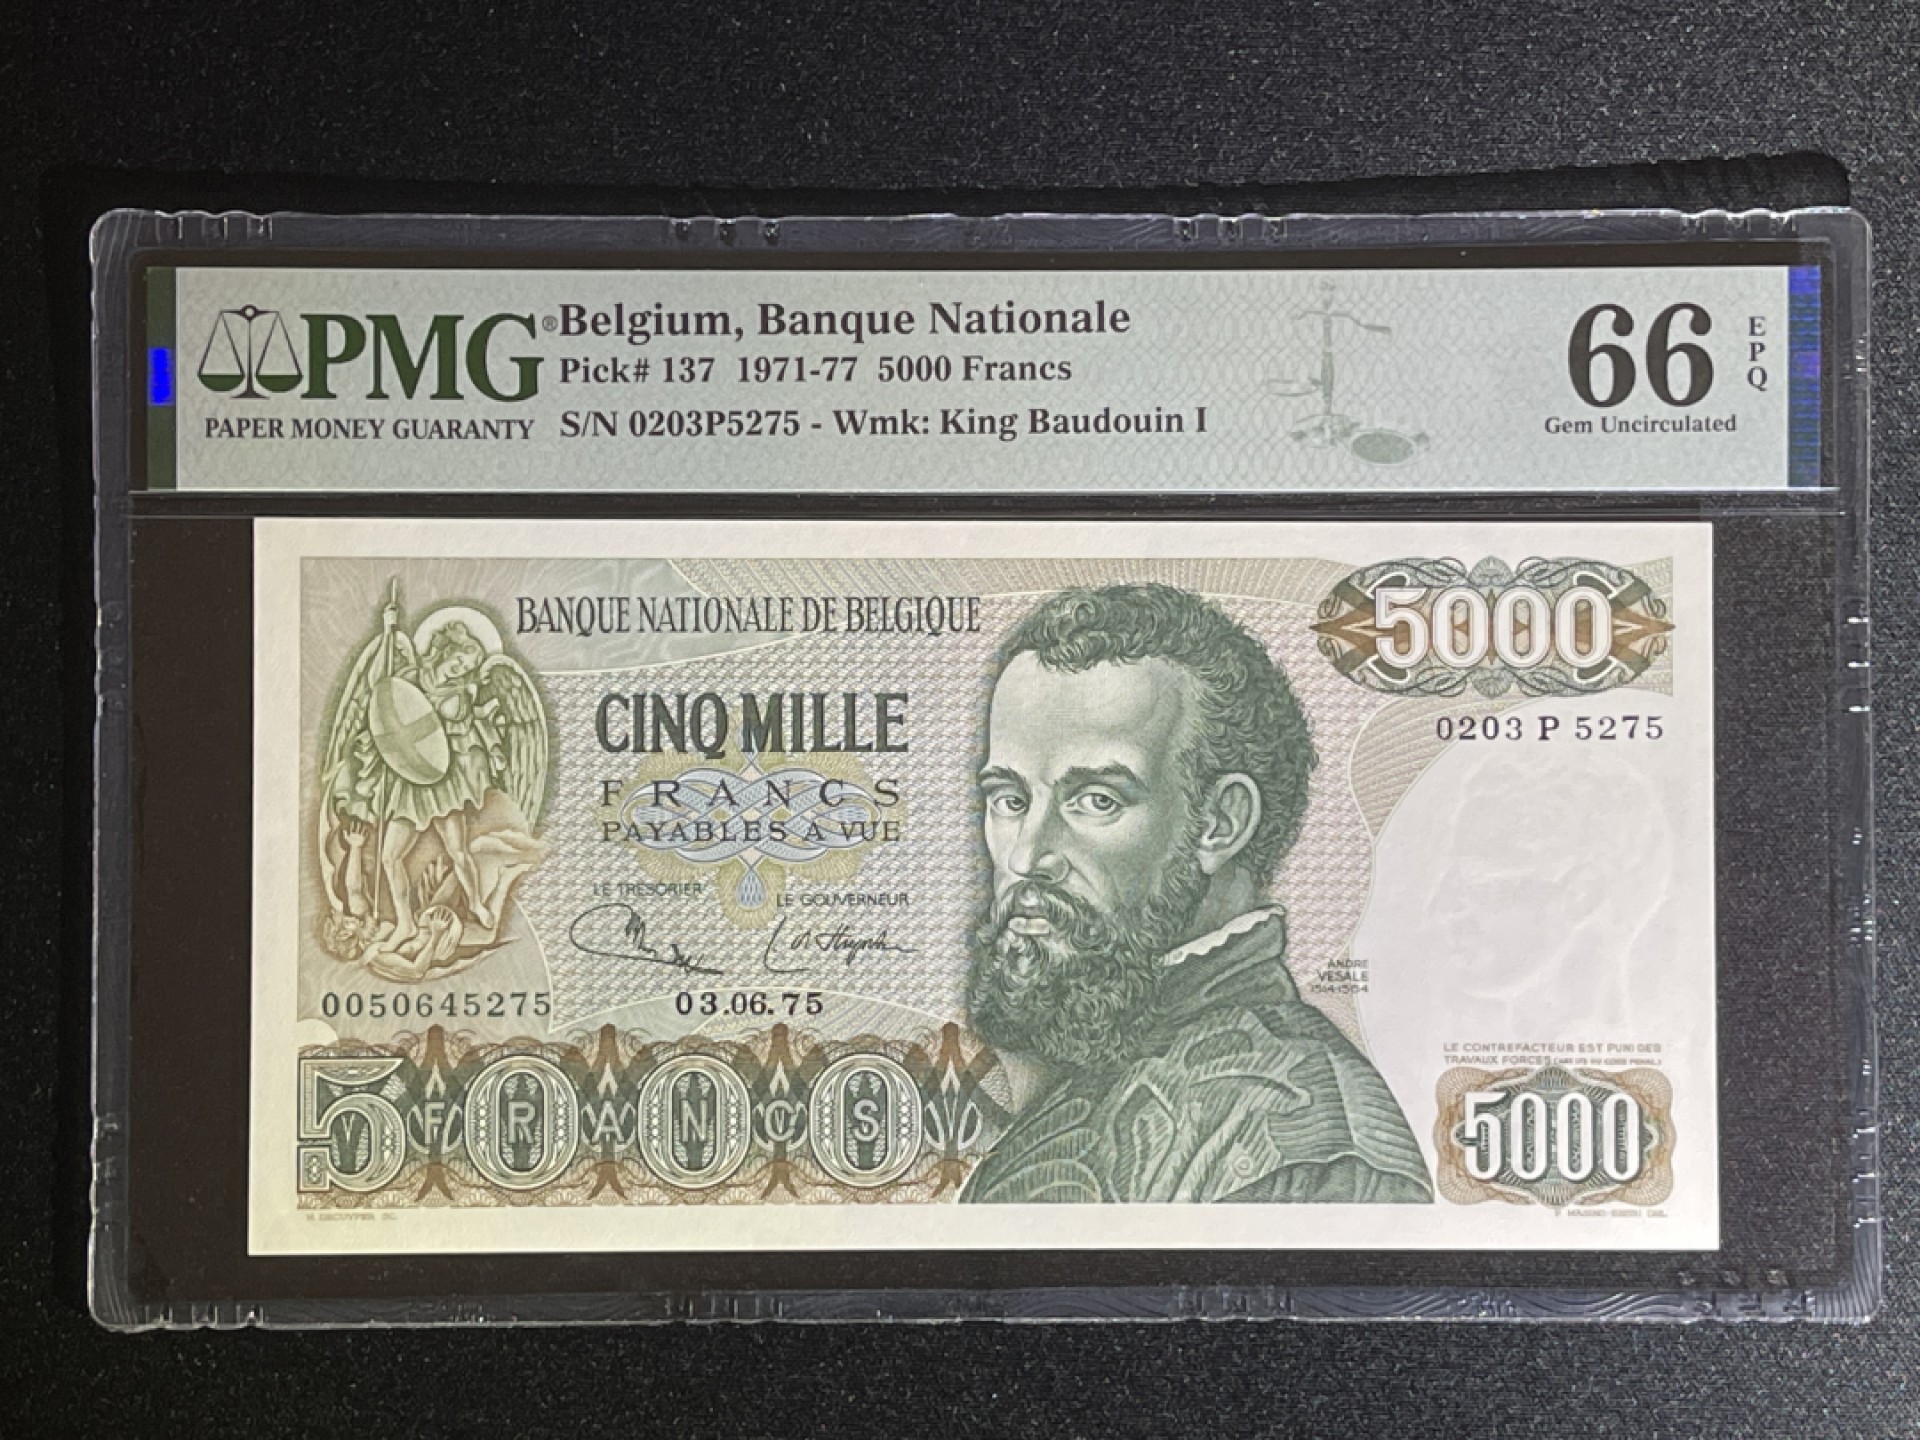 PMG®
PAPER MONEY GUARANTY
Belgium, Banque Nationale
Pick# 137 1971-77 5000 Francs
S/N 0203P5275 - Wmk: King Baudouin I
66
EPQ
Gem Uncirculated
BANQUE NATIONALE DE BELGIQUE
5000
CINQ MILLE
0203 P 5275
FRANCS
PAYABLES A VUE
LE TRESORIER
LE GOUVERNEUR
ANDRE
VESALE
1514-1564
0050645275
03.06.75
LE CONTREFACTEUR EST PUNI DES
TRAVAUX FORCES
5000
FRANCS
5000